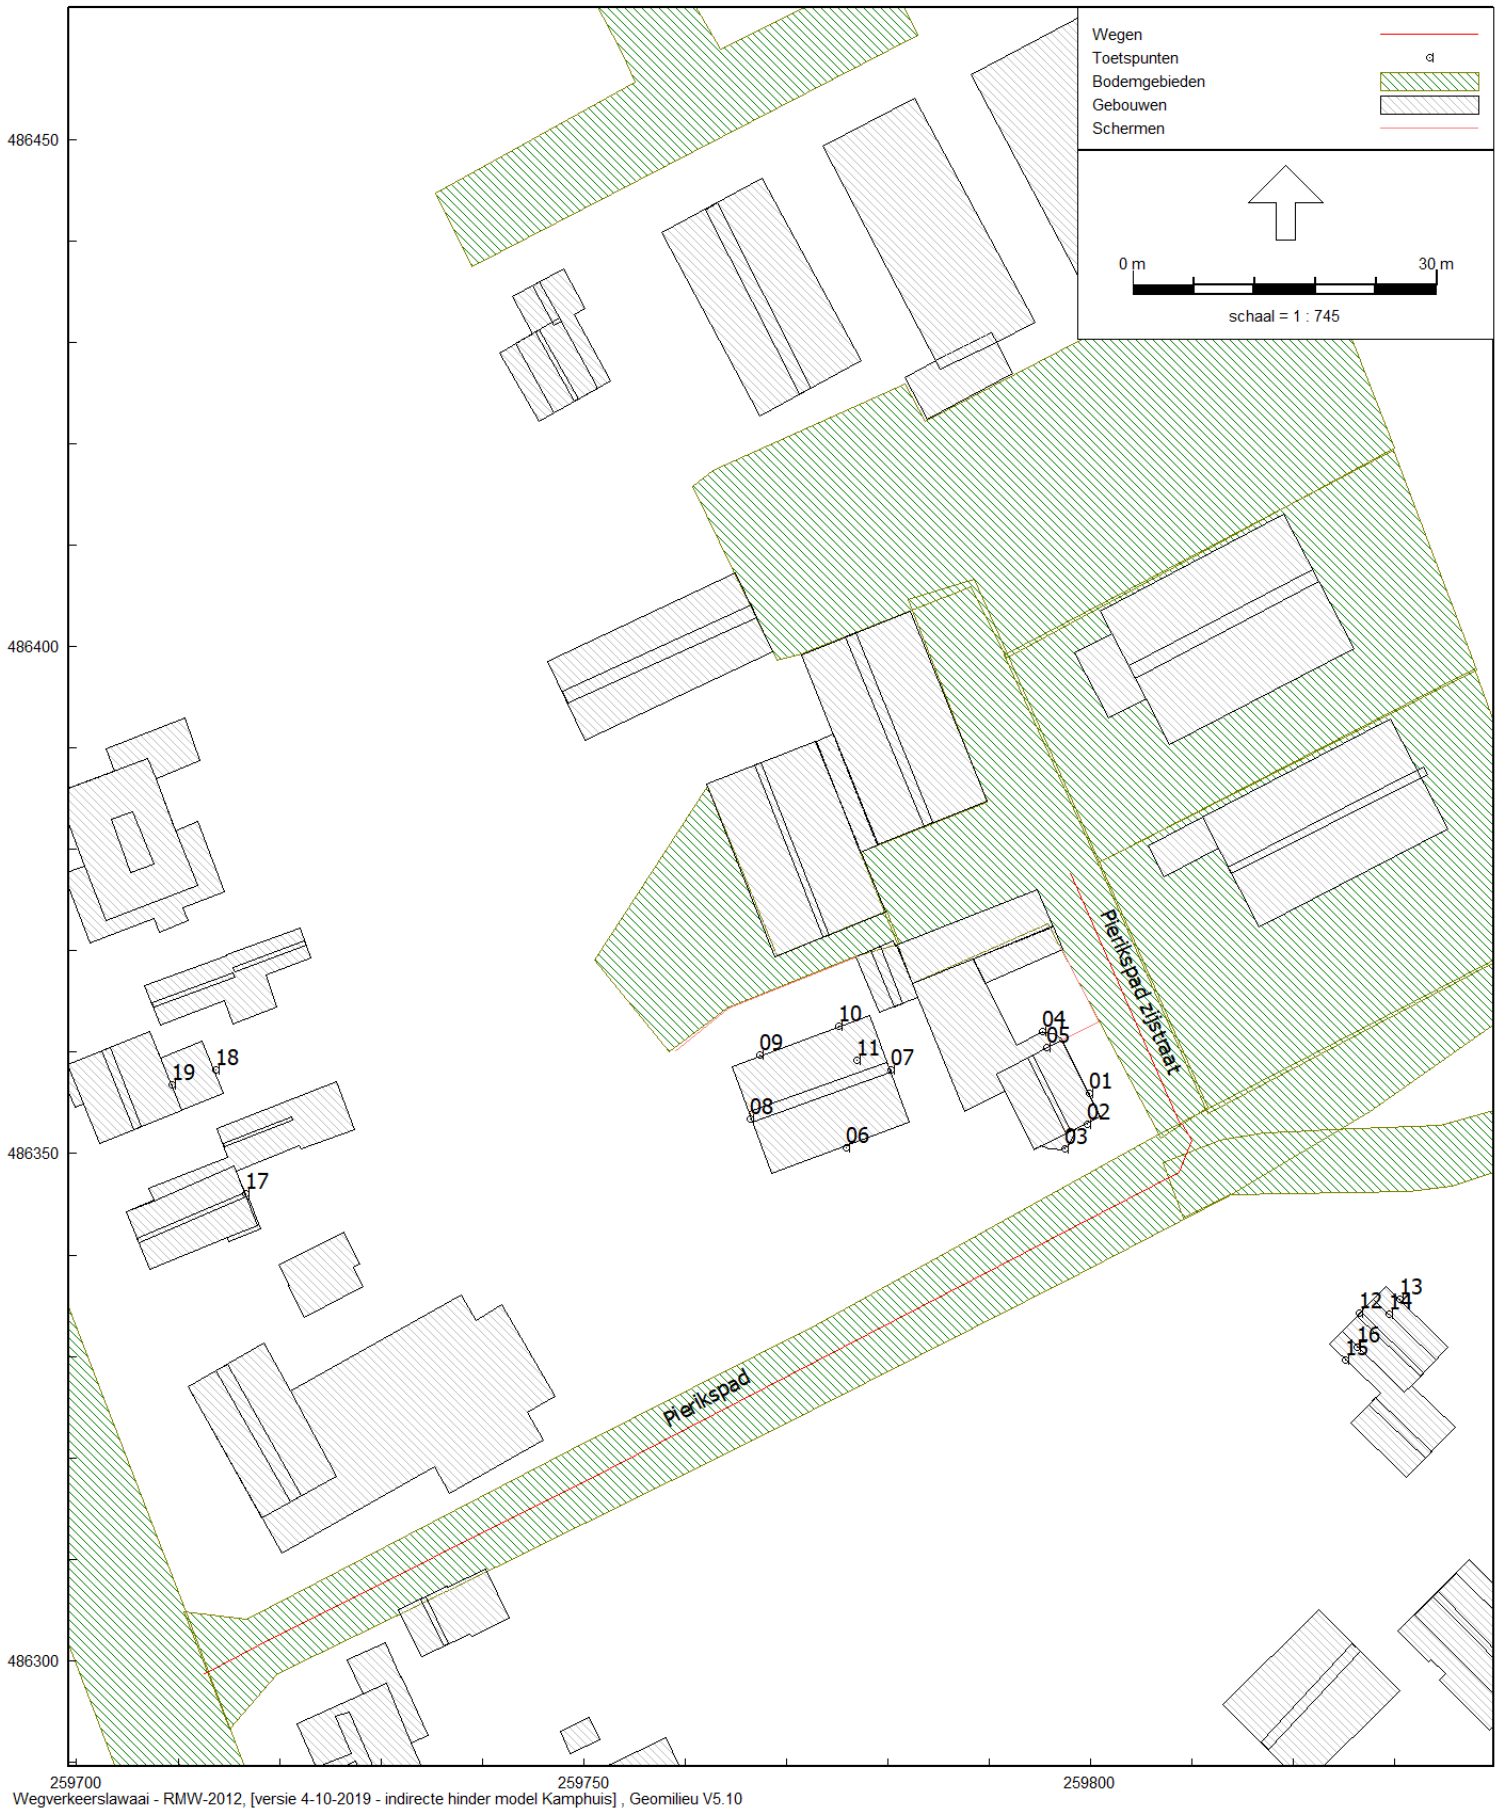 Wegen
Toetspunten
Bodemgebieden
Gebouwen
Schermen
0 m 30 m
schaal = 1 : 745
486450
486400
486350
486300
259700 259750 259800
Pierikspad zijstraat
Pierikspad
04
05
01
02
03
10
09
11
07
08
06
18
19
17
13
12 14
16
15
Wegverkeerslawaai - RMW-2012, [versie 4-10-2019 - indirecte hinder model Kamphuis] , Geomilieu V5.10